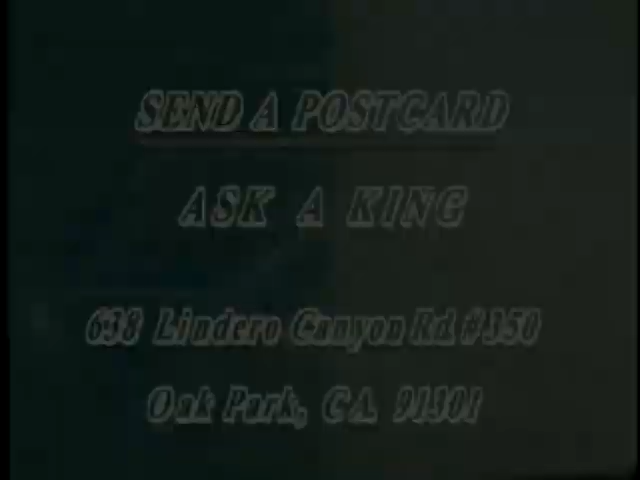 SEND A POSTCARD
ASK A KING
638 Lindero Canyon Rd. #350
Oak Park, CA 91301